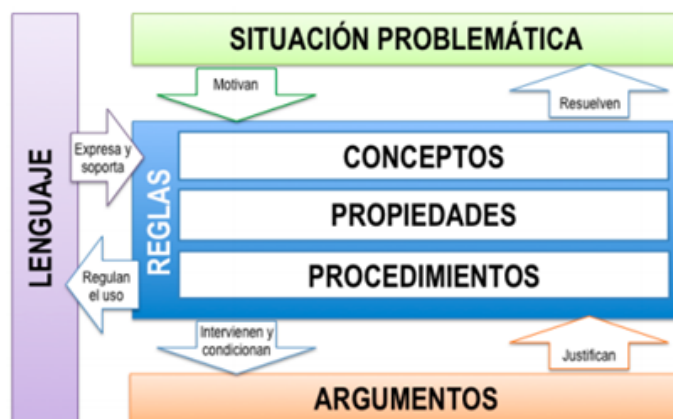 SITUACIÓN PROBLEMÁTICA
Motivan
Resuelven
LENGUAJE
Expresa y
soporta
Regulan
el uso
REGLAS
CONCEPTOS
PROPIEDADES
PROCEDIMIENTOS
Intervienen y
condicionan
Justifican
ARGUMENTOS